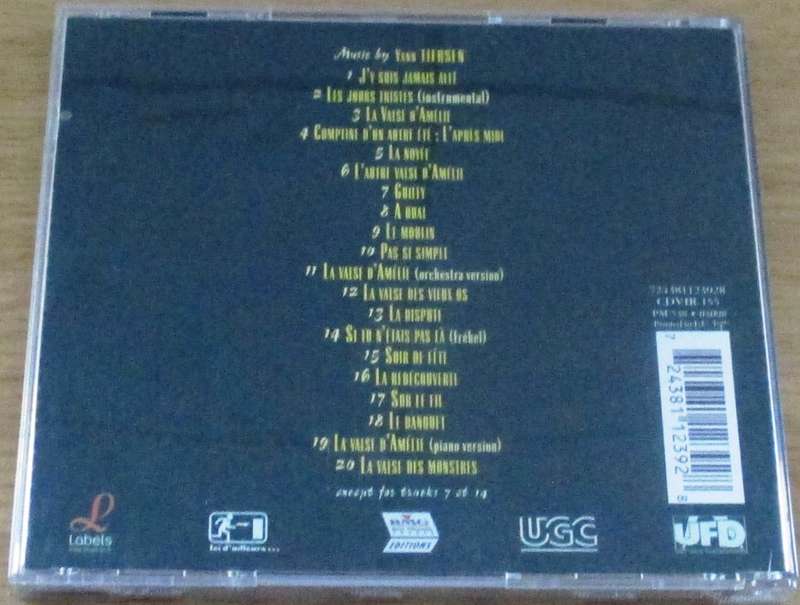 Music by Yann TIERSEN
1 J'y suis jamais allé
2 Les jours tristes (instrumental)
3 La Valse d'Amélie
4 Comptine d'un autre été : L'après midi
5 La noyée
6 L'autre valse d'Amélie
7 Guilty
8 A quai
9 Le moulin
10 Pas si simple
11 La valse d'Amélie (orchestra version)
12 La valse des vieux os
13 La dispute
14 Si tu n'étais pas là (Fréhel)
15 Soir de fête
16 La redécouverte
17 Sur le fil
18 Le banquet
19 La valse d'Amélie (piano version)
20 La valse des monstres
except for tracks 7 et 14
724381123928
CDVIR 155
7 24381 12392 8
L
Labels
ici d'ailleurs...
BMG
EDITIONS
UGC
UFD